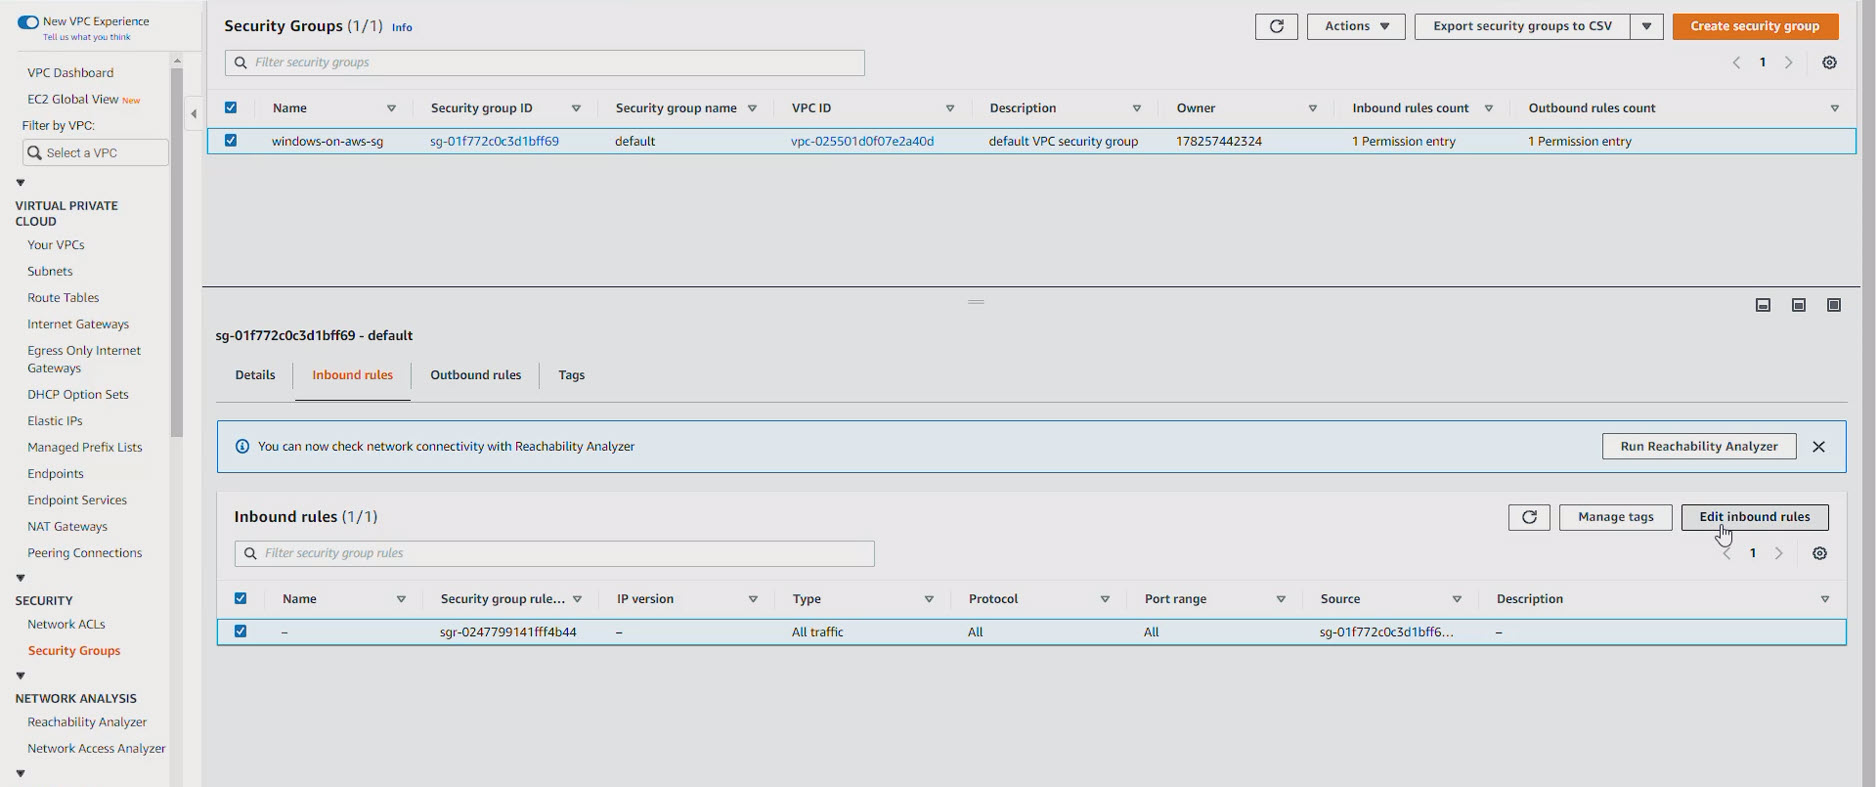 New VPC Experience
Tell us what you think
VPC Dashboard
EC2 Global View New
Filter by VPC:
Select a VPC
VIRTUAL PRIVATE
CLOUD
Your VPCs
Subnets
Route Tables
Internet Gateways
Egress Only Internet
Gateways
DHCP Option Sets
Elastic IPs
Managed Prefix Lists
Endpoints
Endpoint Services
NAT Gateways
Peering Connections
SECURITY
Network ACLs
Security Groups
NETWORK ANALYSIS
Reachability Analyzer
Network Access Analyzer
Security Groups (1/1) Info
Actions
Export security groups to CSV
Create security group
Filter security groups
1
Name Security group ID Security group name VPC ID Description Owner Inbound rules count Outbound rules count
windows-on-aws-sg sg-01f772c0c3d1bff69 default vpc-025501d0f07e2a40d default VPC security group 178257442324 1 Permission entry 1 Permission entry
sg-01f772c0c3d1bff69 - default
Details Inbound rules Outbound rules Tags
You can now check network connectivity with Reachability Analyzer
Run Reachability Analyzer
Inbound rules (1/1)
Manage tags
Edit inbound rules
Filter security group rules
1
Name Security group rule... IP version Type Protocol Port range Source Description
– sgr-0247799141fff4b44 – All traffic All All sg-01f772c0c3d1bff6... –